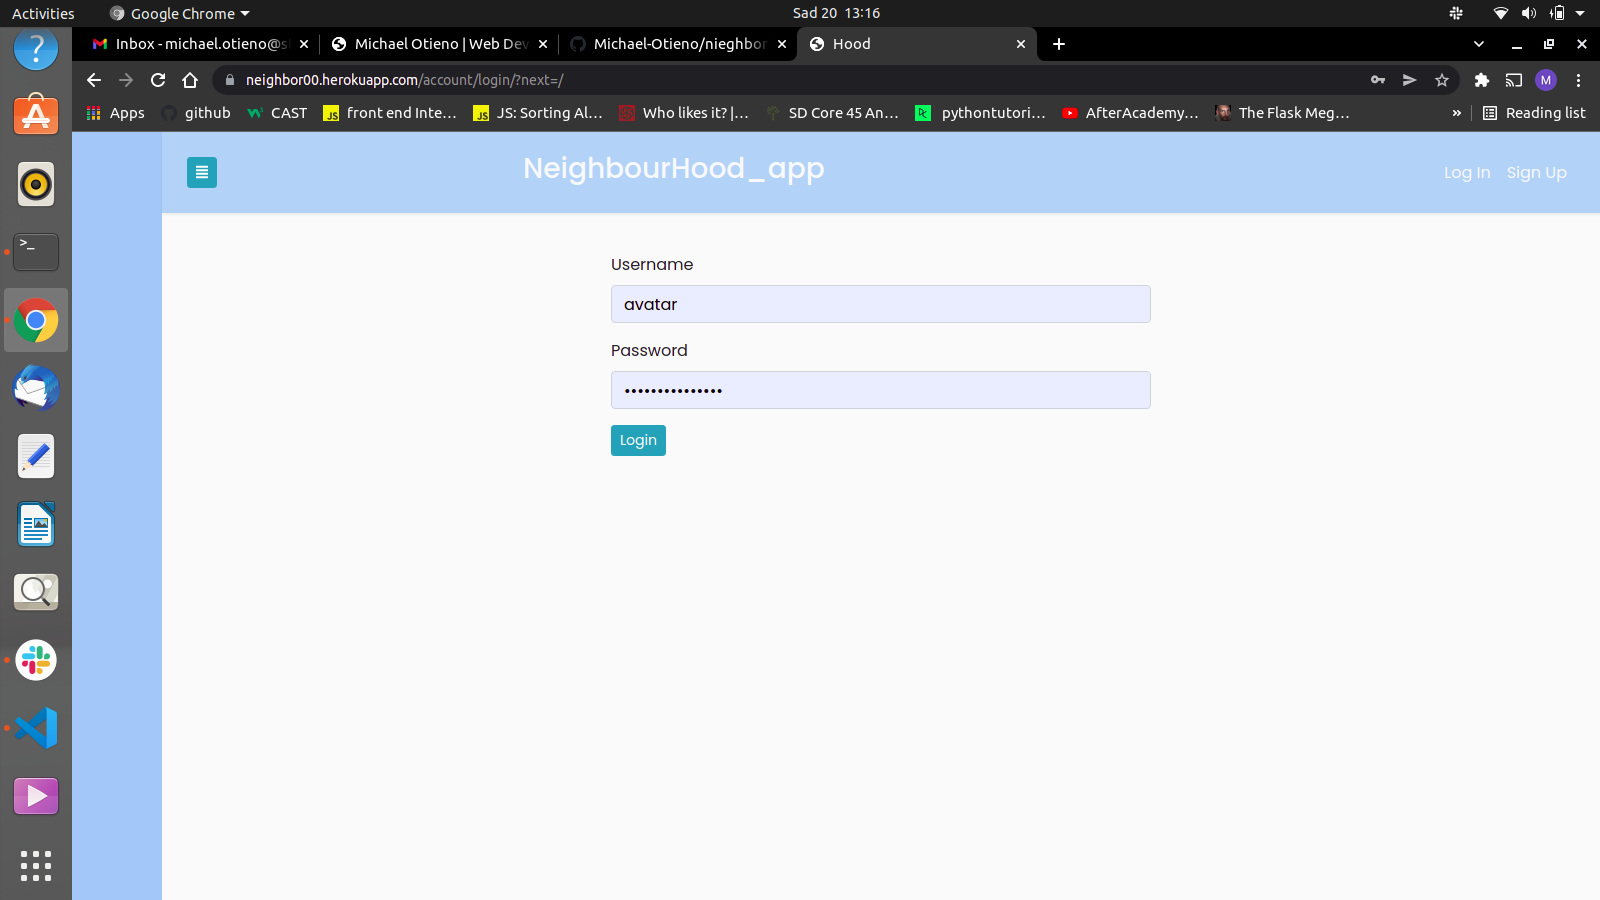 Activities Google Chrome Sad 20 13:16
Inbox - michael.otieno@s Michael Otieno | Web Dev Michael-Otieno/nieghbor Hood
neighbor00.herokuapp.com/account/login/?next=/ M
Apps github CAST front end Inte… JS: Sorting Al… Who likes it? |… SD Core 45 An… pythontutori… AfterAcademy… The Flask Meg… » Reading list
NeighbourHood_app Log In Sign Up
Username
avatar
Password
•••••••••••••••
Login